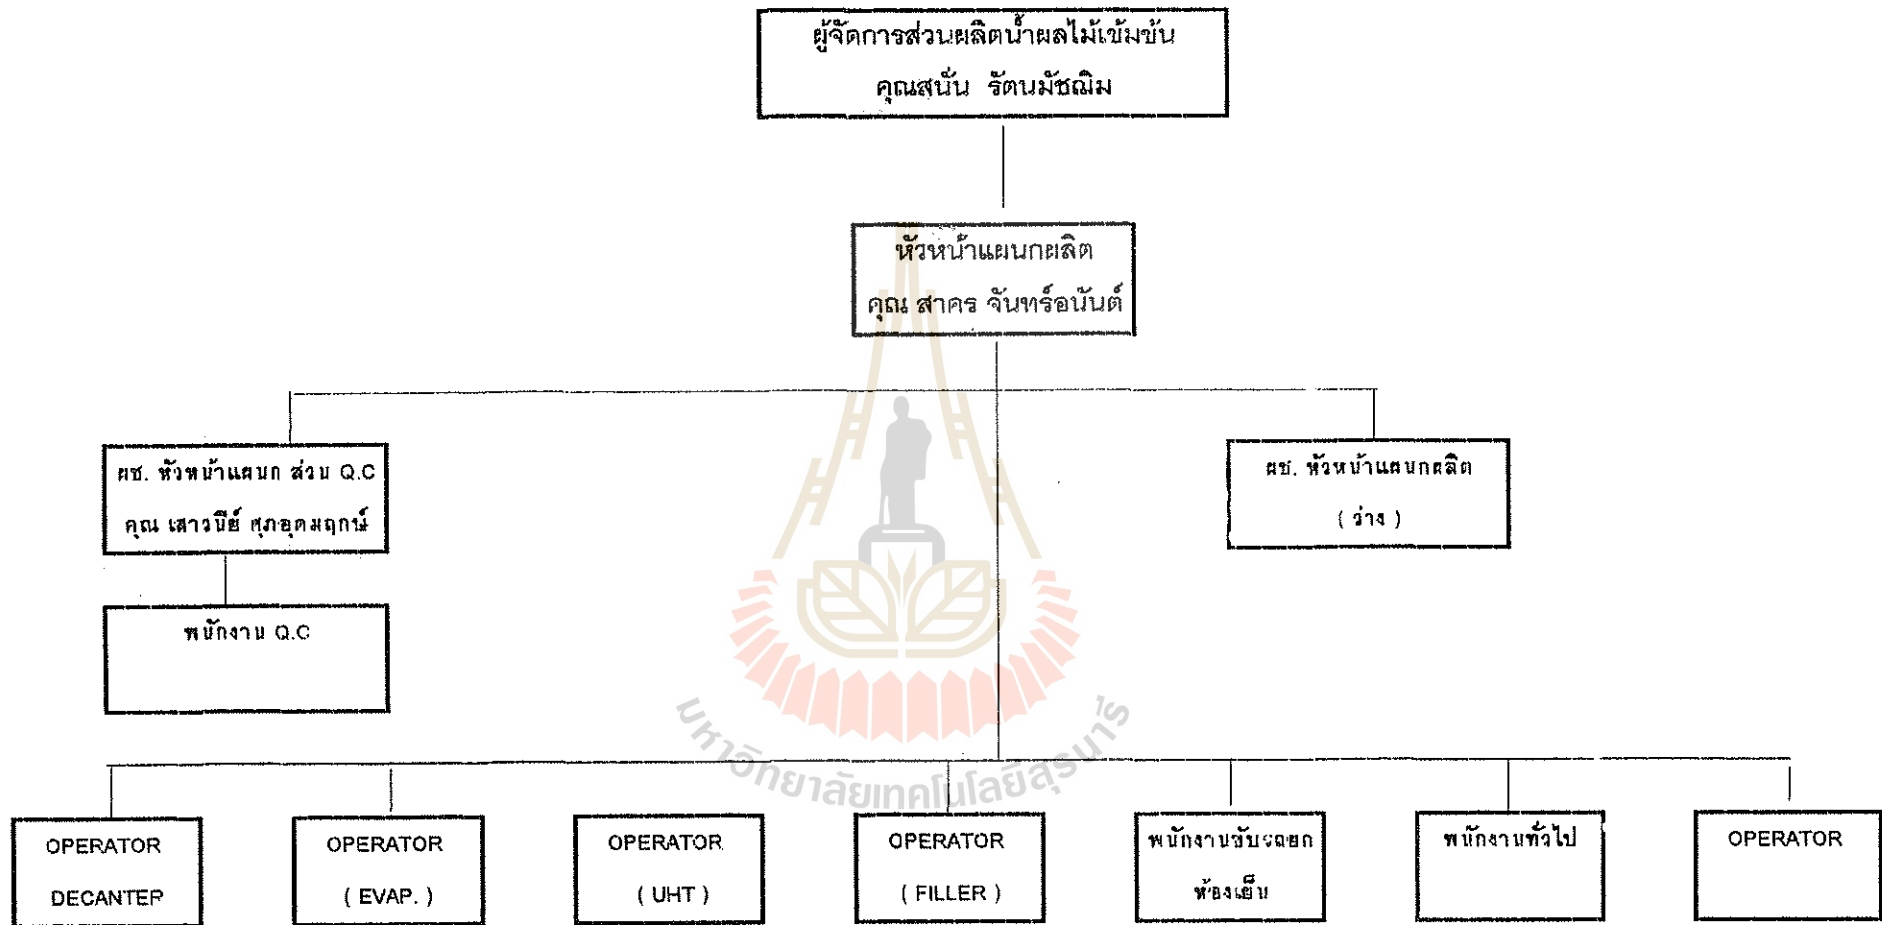 ผู้จัดการส่วนผลิตน้ำผลไม้เข้มข้น
คุณสนั่น รัตนมัชฌิม
หัวหน้าแผนกผลิต
คุณ สาคร จันทร์อนันต์
ผช. หัวหน้าแผนก ส่วน Q.C
คุณ เสาวนีย์ ศุภอุดมฤกษ์
ผช. หัวหน้าแผนกผลิต
( ว่าง )
พนักงาน Q.C
มหาวิทยาลัยเทคโนโลยีสุรนารี
OPERATOR
DECANTER
OPERATOR
( EVAP. )
OPERATOR
( UHT )
OPERATOR
( FILLER )
พนักงานขับรถยก
ห้องเย็น
พนักงานทั่วไป
OPERATOR